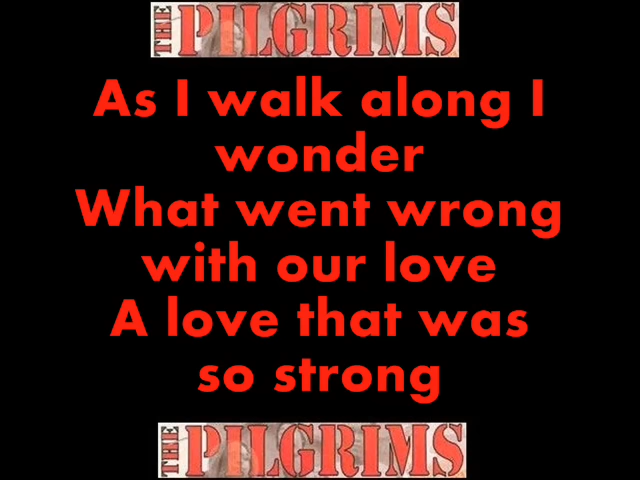 THE PILGRIMS
As I walk along I
wonder
What went wrong
with our love
A love that was
so strong
THE PILGRIMS